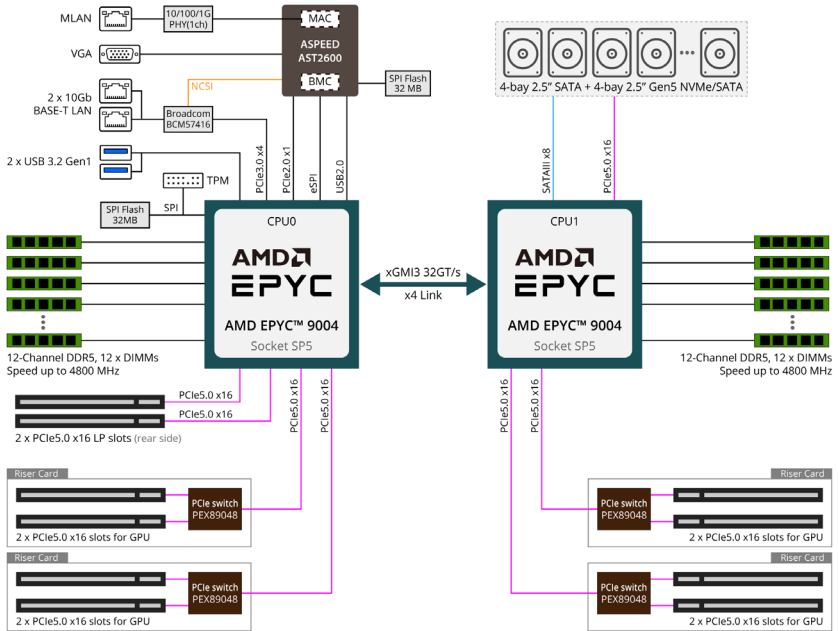 MLAN
10/100/1G
PHY(1ch)
MAC
ASPEED
AST2600
BMC
VGA
NCSI
SPI Flash
32 MB
2 x 10Gb
BASE-T LAN
Broadcom
BCM57416
2 x USB 3.2 Gen1
TPM
SPI Flash
32MB
SPI
PCIe3.0 x4
PCIe2.0 x1
eSPI
USB2.0
4-bay 2.5” SATA + 4-bay 2.5” Gen5 NVMe/SATA
SATAIII x8
PCIe5.0 x16
CPU0
AMD
EPYC
AMD EPYC™ 9004
Socket SP5
xGMI3 32GT/s
x4 Link
CPU1
AMD
EPYC
AMD EPYC™ 9004
Socket SP5
12-Channel DDR5, 12 x DIMMs
Speed up to 4800 MHz
12-Channel DDR5, 12 x DIMMs
Speed up to 4800 MHz
PCIe5.0 x16
PCIe5.0 x16
2 x PCIe5.0 x16 LP slots (rear side)
PCIe5.0 x16
PCIe5.0 x16
PCIe5.0 x16
PCIe5.0 x16
Riser Card
PCIe switch
PEX89048
2 x PCIe5.0 x16 slots for GPU
Riser Card
PCIe switch
PEX89048
2 x PCIe5.0 x16 slots for GPU
Riser Card
PCIe switch
PEX89048
2 x PCIe5.0 x16 slots for GPU
Riser Card
PCIe switch
PEX89048
2 x PCIe5.0 x16 slots for GPU